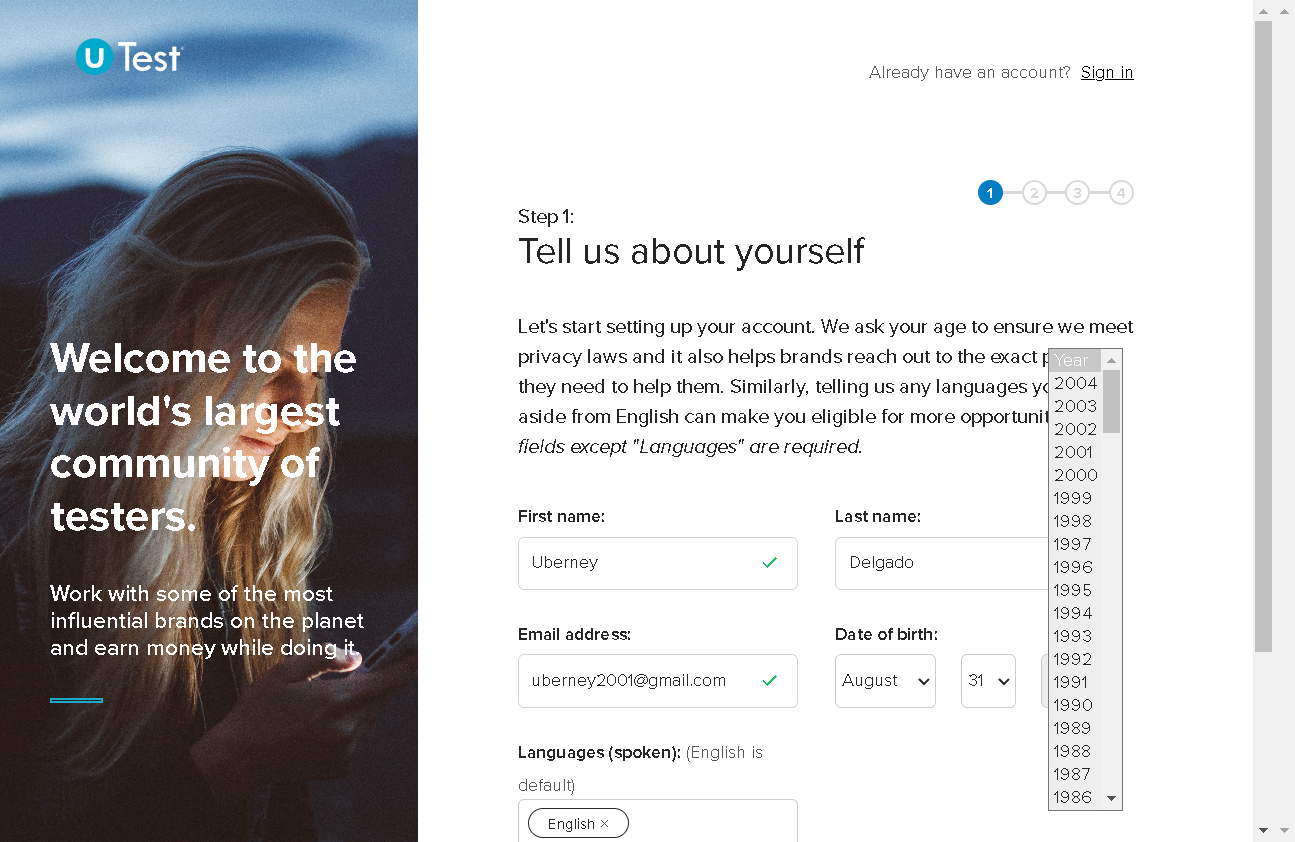 U Test
Already have an account? Sign in
1 2 3 4
Step 1:
Tell us about yourself
Let's start setting up your account. We ask your age to ensure we meet
privacy laws and it also helps brands reach out to the exact
they need to help them. Similarly, telling us any languages
aside from English can make you eligible for more
fields except "Languages" are required.
Welcome to the
world's largest
community of
testers.
Work with some of the most
influential brands on the planet
and earn money while doing it.
First name:
Last name:
Uberney
Delgado
Email address:
Date of birth:
uberney2001@gmail.com
August
31
Languages (spoken): (English is
default)
English ×
Year
2004
2003
2002
2001
2000
1999
1998
1997
1996
1995
1994
1993
1992
1991
1990
1989
1988
1987
1986